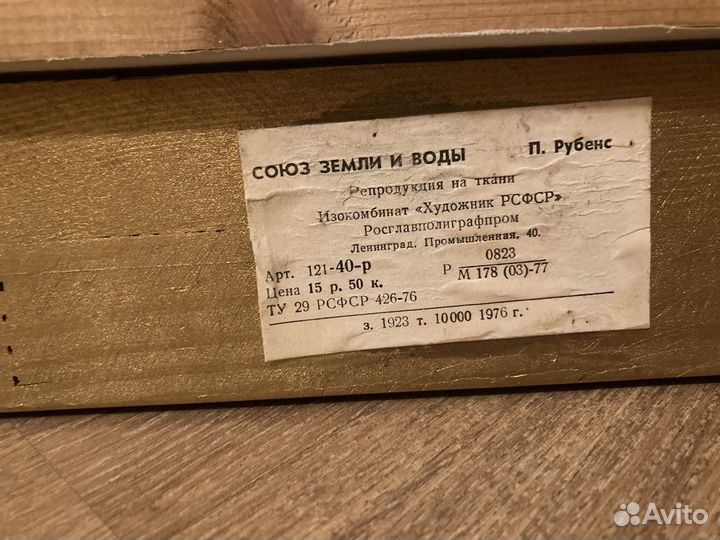 СОЮЗ ЗЕМЛИ И ВОДЫ П. Рубенс
Репродукция на ткани
Изокомбинат «Художник РСФСР»
Росглавполиграфпром
Ленинград, Промышленная, 40.
Арт. 121-40-р Р 0823
Цена 15 р. 50 к. М 178 (03)-77
ТУ 29 РСФСР 426-76
з. 1923 т. 10000 1976 г.
Avito